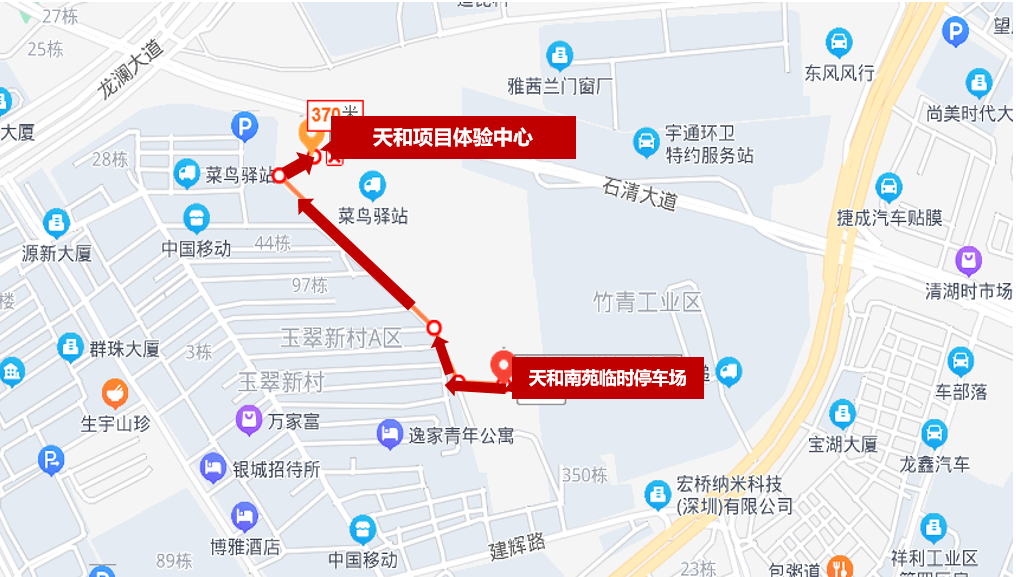 27栋
25栋
龙澜大道
大厦
28栋
370米
天和项目体验中心
雅茜兰门窗厂
东风风行
尚美时代大
宇通环卫
特约服务站
菜鸟驿站
菜鸟驿站
石清大道
捷成汽车贴膜
中国移动
44栋
源新大厦
97栋
清湖时市场
楼
竹青工业区
玉翠新村A区
群珠大厦
3栋
玉翠新村
天和南苑临时停车场
车部落
生宇山珍
万家富
逸家青年公寓
宝湖大厦
龙鑫汽车
银城招待所
350栋
宏桥纳米科技
(深圳)有限公司
博雅酒店
中国移动
建辉路
祥利工业区
89栋
23栋
包粥道